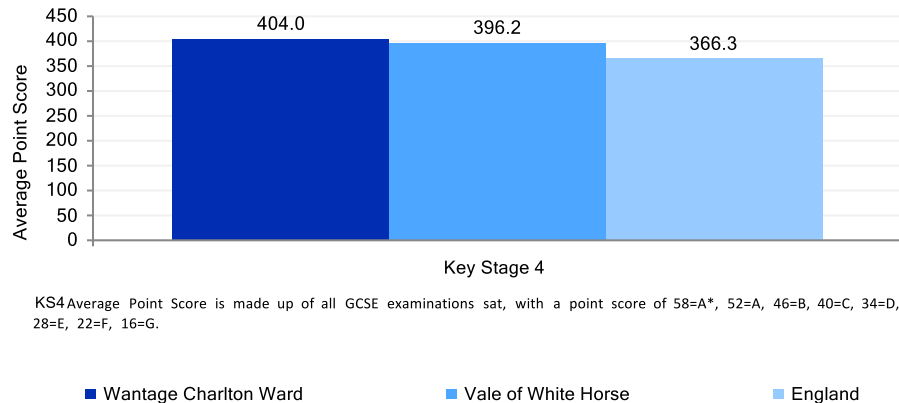 450
400
350
300
250
200
150
100
50
0
Average Point Score
404.0
396.2
366.3
Key Stage 4
KS4 Average Point Score is made up of all GCSE examinations sat, with a point score of 58=A*, 52=A, 46=B, 40=C, 34=D,
28=E, 22=F, 16=G.
Wantage Charlton Ward Vale of White Horse England